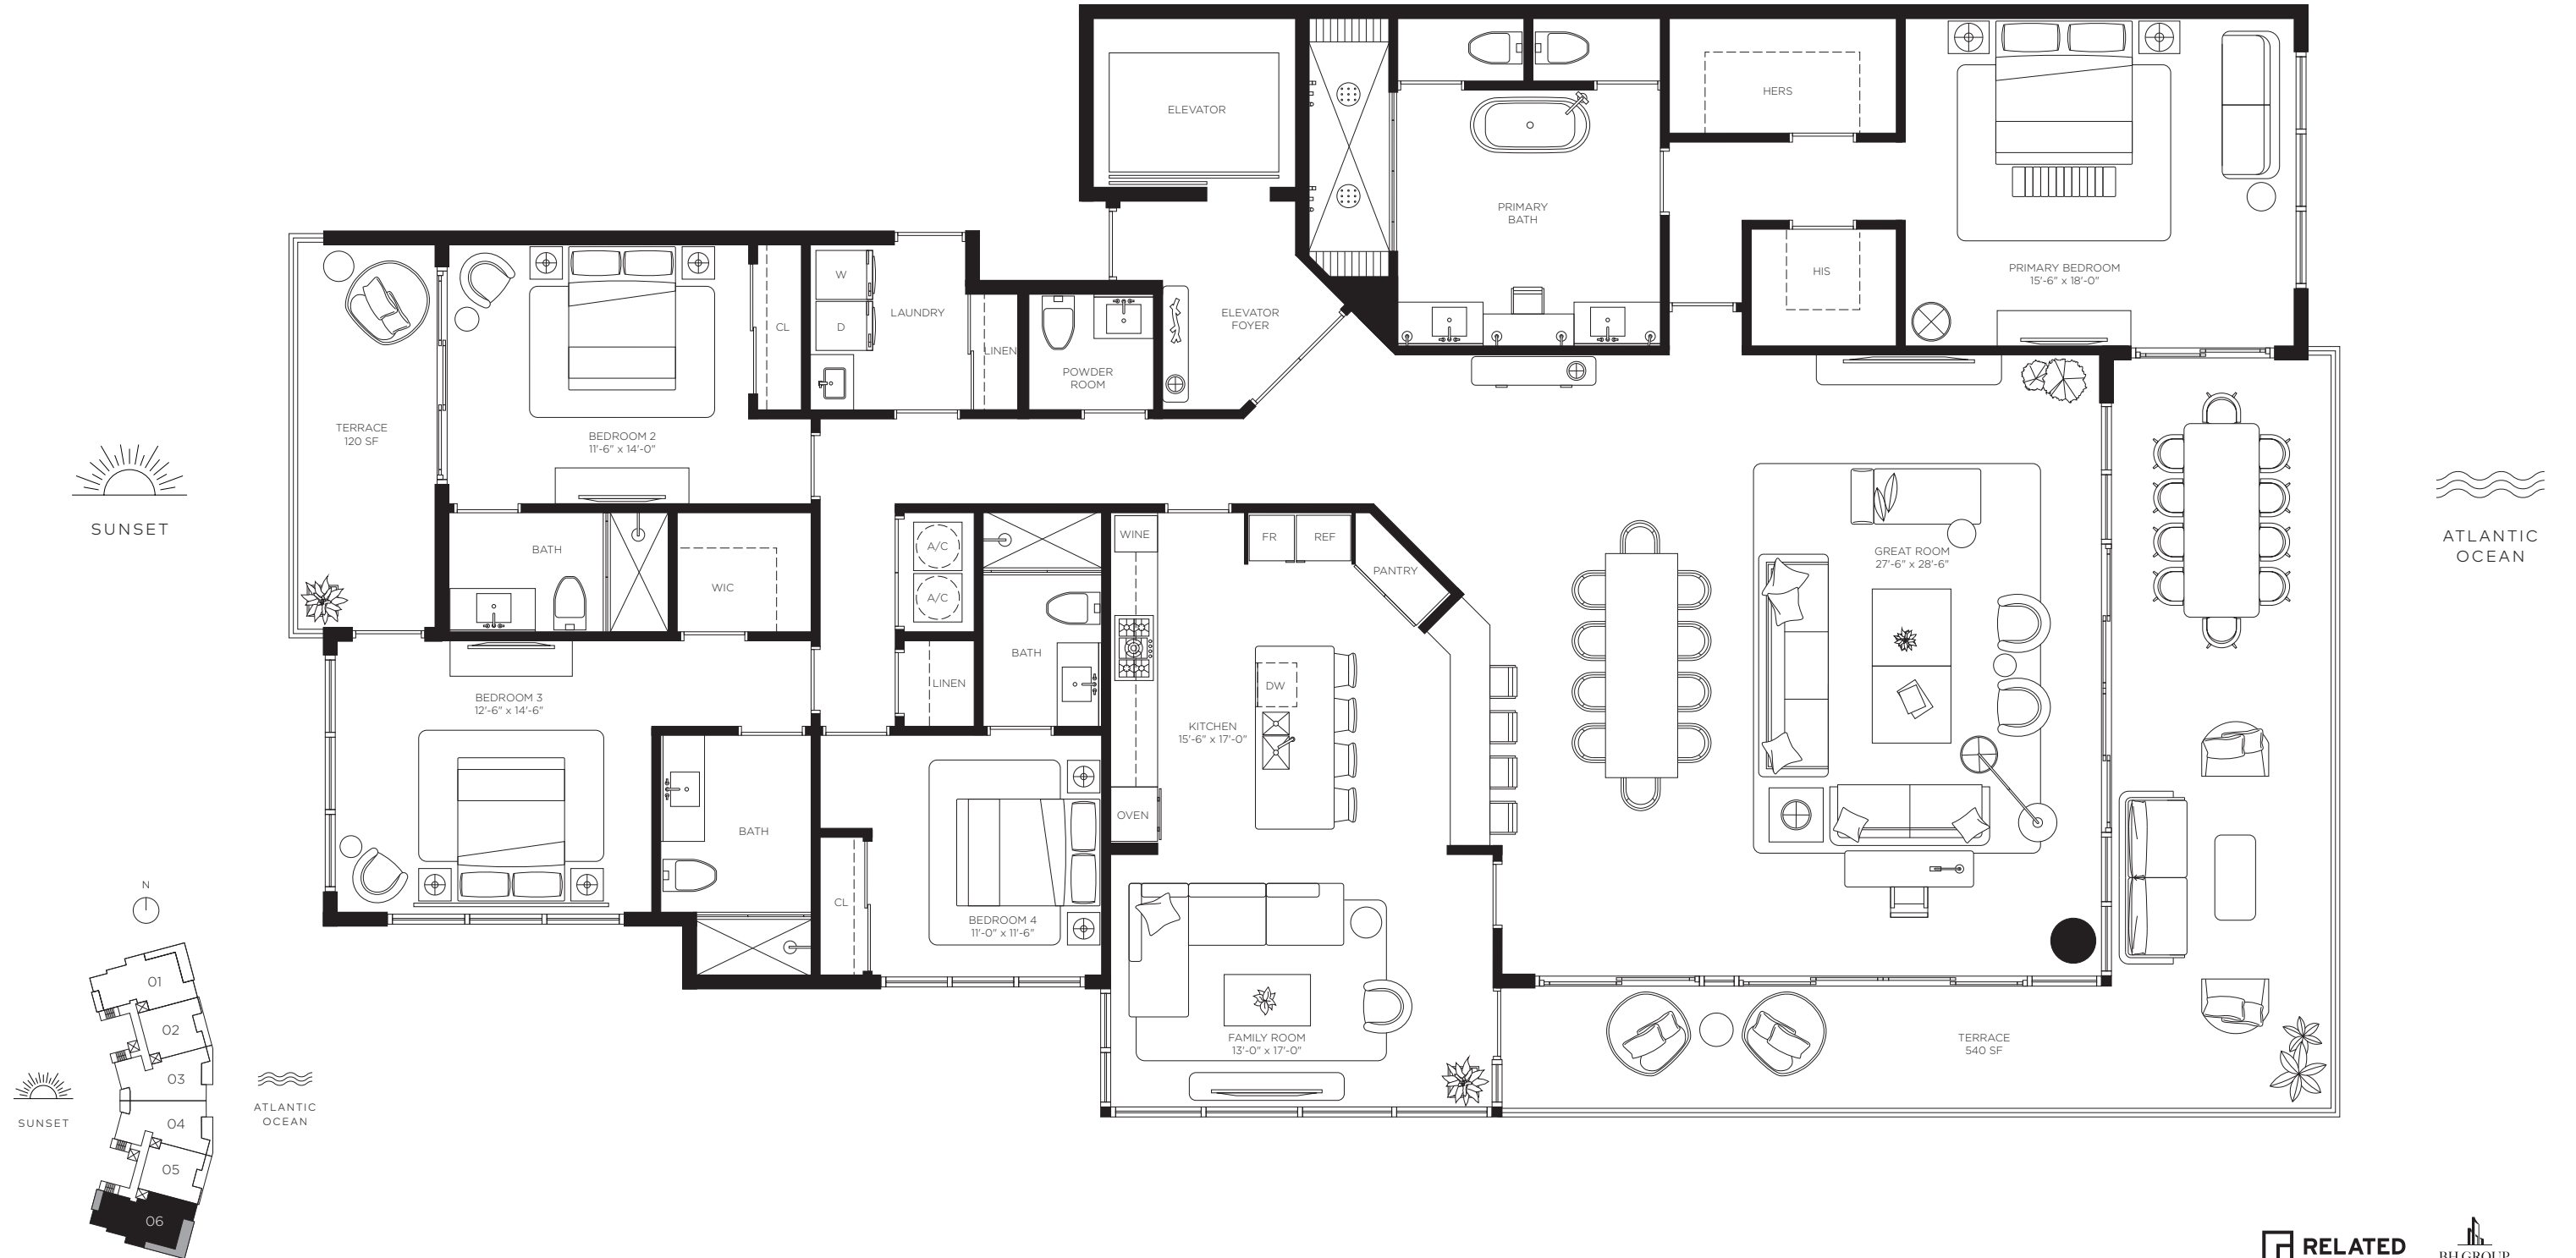 ELEVATOR
HERS
PRIMARY
BATH
HIS
PRIMARY BEDROOM
15'-6" x 18'-0"
W
D
LAUNDRY
LINEN
CL
POWDER
ROOM
ELEVATOR
FOYER
TERRACE
120 SF
BEDROOM 2
11'-6" x 14'-0"
SUNSET
ATLANTIC
OCEAN
BATH
WIC
A/C
A/C
LINEN
BATH
WINE
FR
REF
PANTRY
GREAT ROOM
27'-6" x 28'-6"
DW
KITCHEN
15'-6" x 17'-0"
OVEN
BEDROOM 3
12'-6" x 14'-6"
BATH
CL
BEDROOM 4
11'-0" x 11'-6"
FAMILY ROOM
13'-0" x 17'-0"
TERRACE
540 SF
N
01
02
03
04
05
06
SUNSET
ATLANTIC
OCEAN
RELATED
BH GROUP